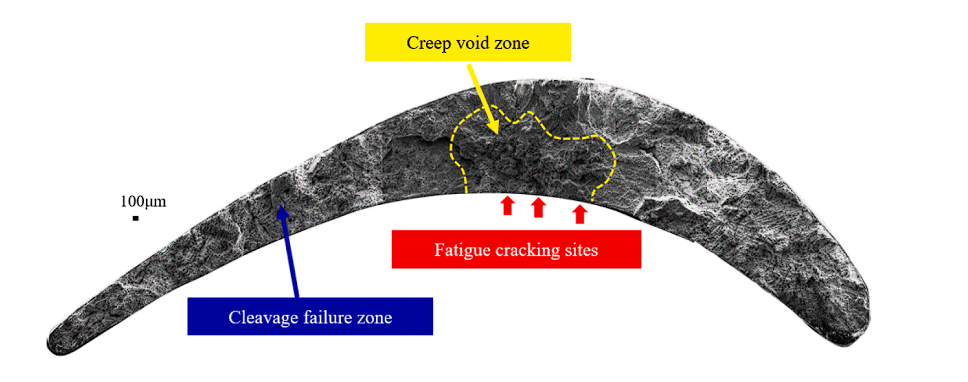 Creep void zone
100μm
Fatigue cracking sites
Cleavage failure zone